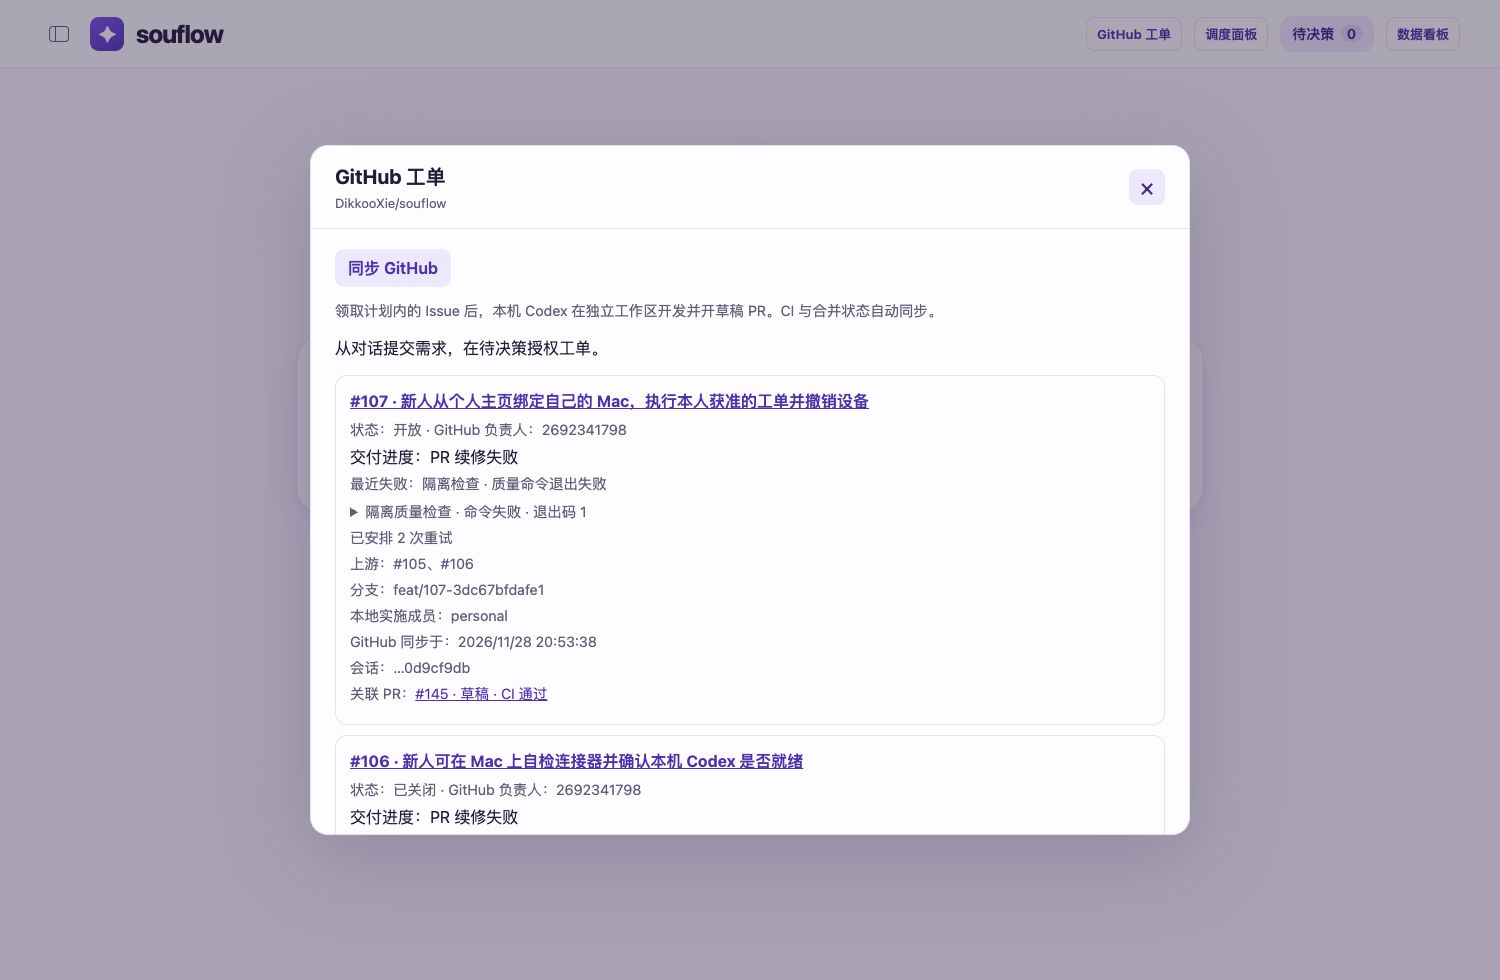 souflow
GitHub 工单
调度面板
待决策 0
数据看板
GitHub 工单
DikkooXie/souflow
×
同步 GitHub
领取计划内的 Issue 后，本机 Codex 在独立工作区开发并开草稿 PR。CI 与合并状态自动同步。
从对话提交需求，在待决策授权工单。
#107 · 新人从个人主页绑定自己的 Mac，执行本人获准的工单并撤销设备
状态：开放 · GitHub 负责人：2692341798
交付进度：PR 续修失败
最近失败：隔离检查 · 质量命令退出失败
▶ 隔离质量检查 · 命令失败 · 退出码 1
已安排 2 次重试
上游：#105、#106
分支：feat/107-3dc67bfdafe1
本地实施成员：personal
GitHub 同步于：2026/11/28 20:53:38
会话：…0d9cf9db
关联 PR：#145 · 草稿 · CI 通过
#106 · 新人可在 Mac 上自检连接器并确认本机 Codex 是否就绪
状态：已关闭 · GitHub 负责人：2692341798
交付进度：PR 续修失败